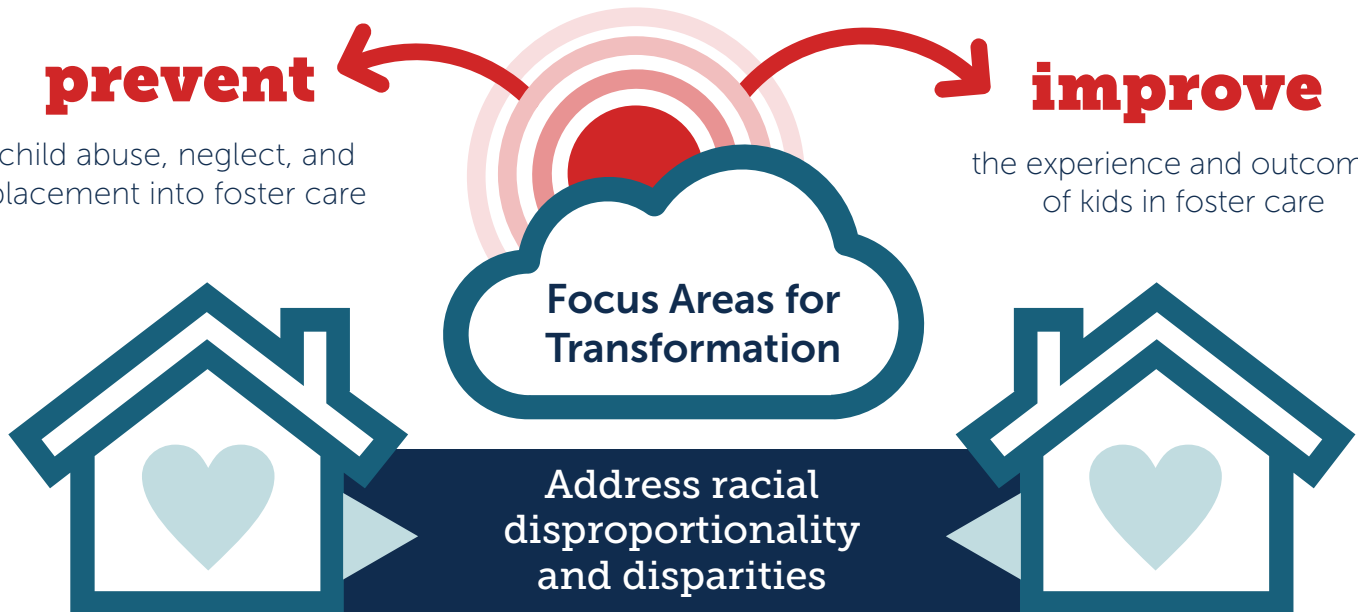 prevent
child abuse, neglect, and
placement into foster care
improve
the experience and outcom
of kids in foster care
Focus Areas for
Transformation
Address racial
disproportionality
and disparities